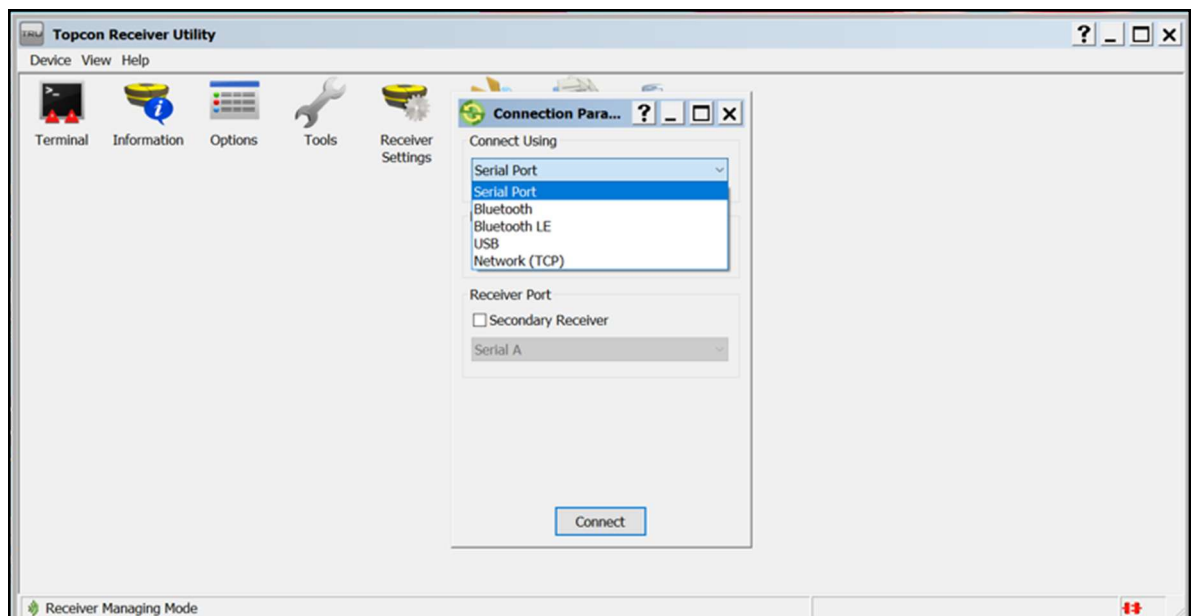 TRU Topcon Receiver Utility
Device View Help
Terminal Information Options Tools Receiver Settings
Connection Para...
Connect Using
Serial Port
Serial Port
Bluetooth
Bluetooth LE
USB
Network (TCP)
Receiver Port
Secondary Receiver
Serial A
Connect
Receiver Managing Mode